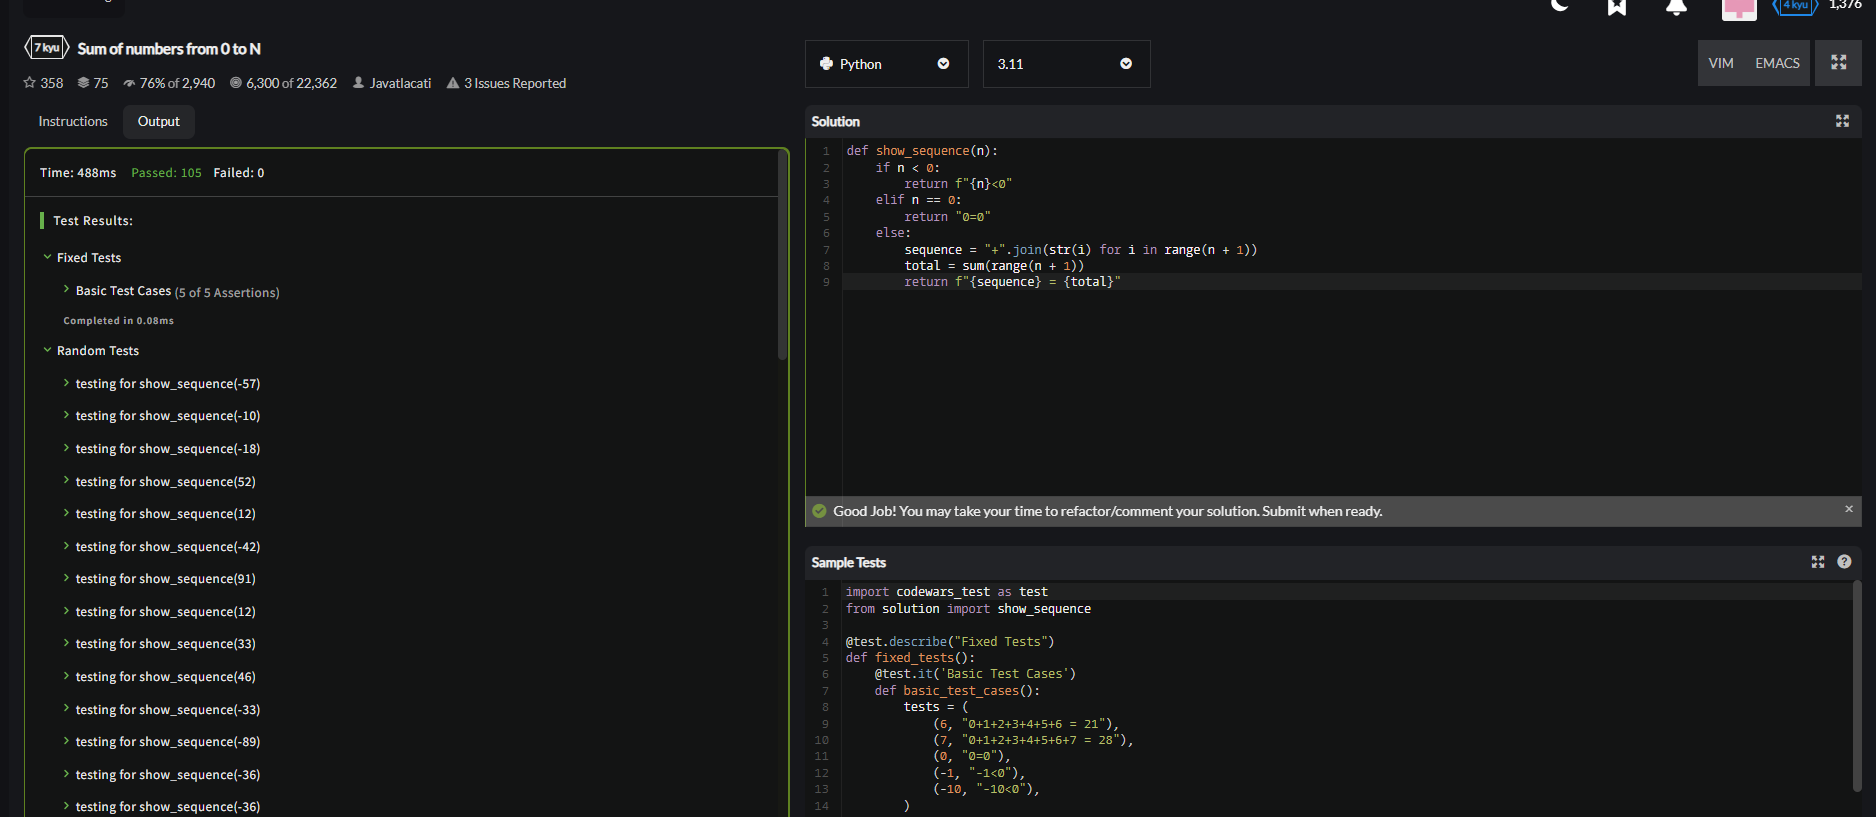 4 kyu 1,376
7 kyu Sum of numbers from 0 to N
358 75 76% of 2,940 6,300 of 22,362 Javatlacati 3 Issues Reported
Instructions Output
Time: 488ms Passed: 105 Failed: 0
Test Results:
Fixed Tests
Basic Test Cases (5 of 5 Assertions)
Completed in 0.08ms
Random Tests
testing for show_sequence(-57)
testing for show_sequence(-10)
testing for show_sequence(-18)
testing for show_sequence(52)
testing for show_sequence(12)
testing for show_sequence(-42)
testing for show_sequence(91)
testing for show_sequence(12)
testing for show_sequence(33)
testing for show_sequence(46)
testing for show_sequence(-33)
testing for show_sequence(-89)
testing for show_sequence(-36)
testing for show_sequence(-36)
Python 3.11 VIM EMACS
Solution
1 def show_sequence(n):
2     if n < 0:
3         return f"{n}<0"
4     elif n == 0:
5         return "0=0"
6     else:
7         sequence = "+".join(str(i) for i in range(n + 1))
8         total = sum(range(n + 1))
9         return f"{sequence} = {total}"
Good Job! You may take your time to refactor/comment your solution. Submit when ready.
Sample Tests
1 import codewars_test as test
2 from solution import show_sequence
3
4 @test.describe("Fixed Tests")
5 def fixed_tests():
6     @test.it('Basic Test Cases')
7     def basic_test_cases():
8         tests = (
9             (6, "0+1+2+3+4+5+6 = 21"),
10             (7, "0+1+2+3+4+5+6+7 = 28"),
11             (0, "0=0"),
12             (-1, "-1<0"),
13             (-10, "-10<0"),
14         )